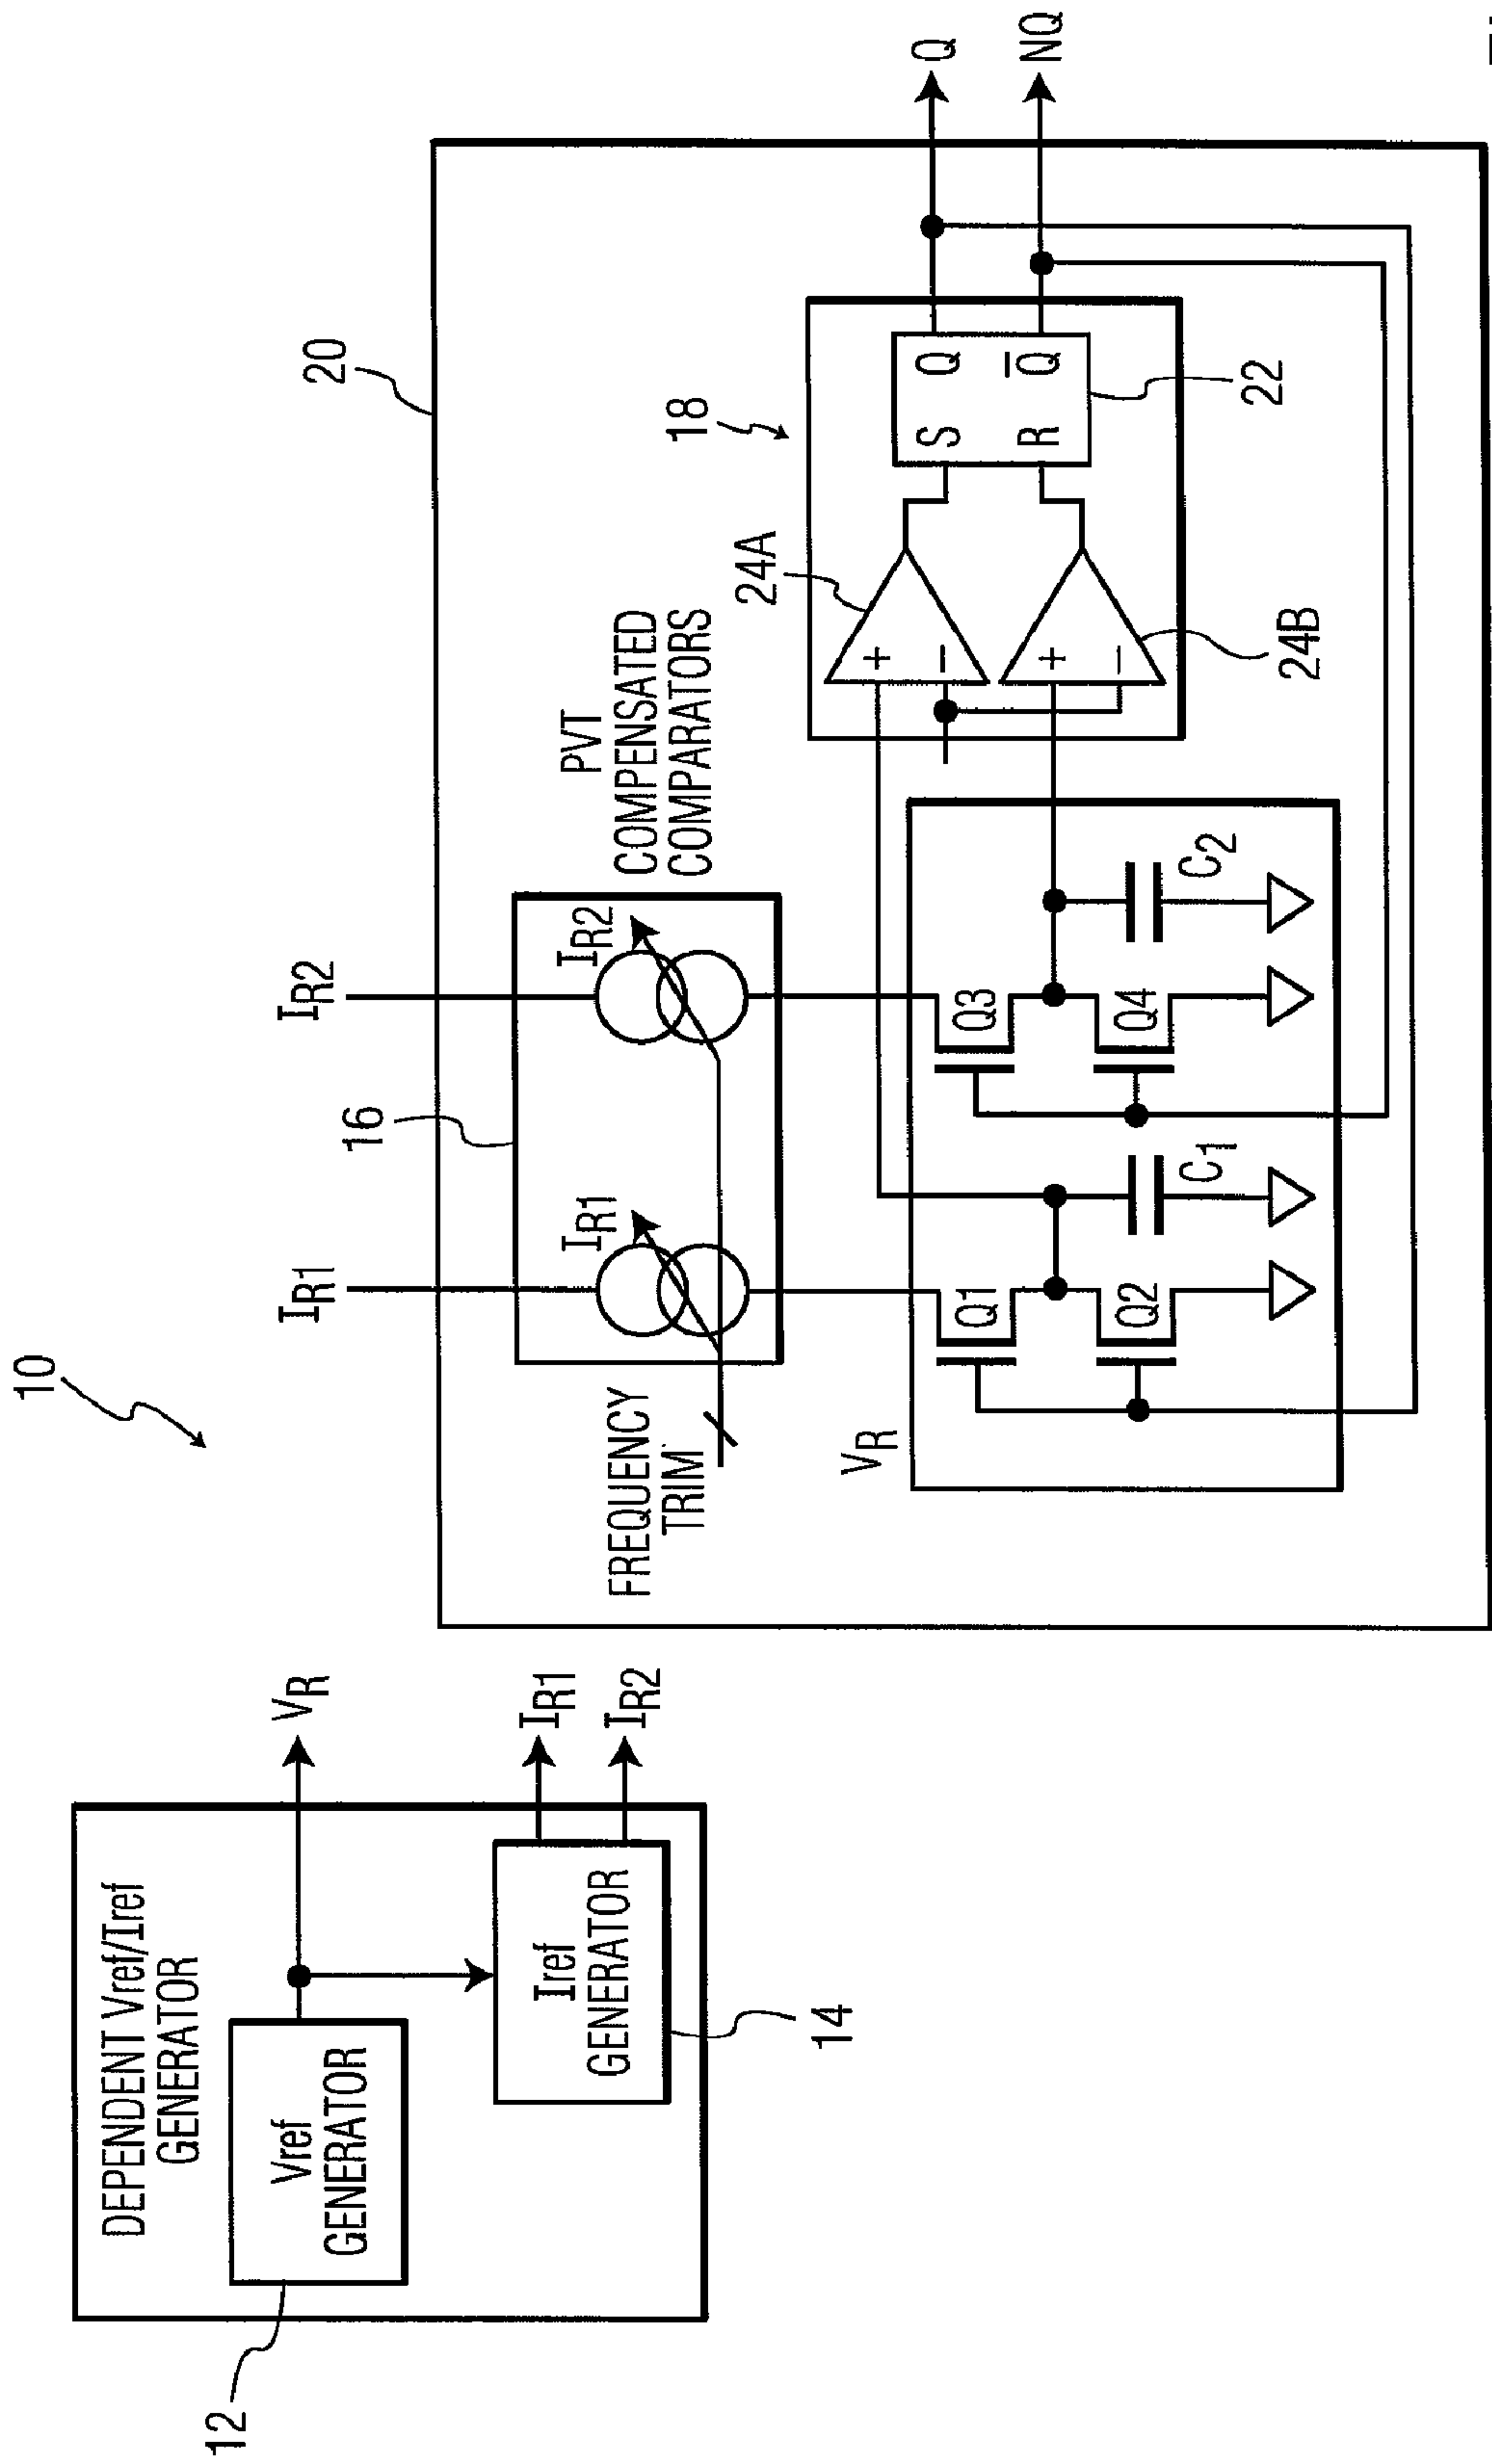 10
DEPENDENT Vref/Iref
GENERATOR
Vref
GENERATOR
12
VR
Iref
GENERATOR
14
IR1
IR2
IR1
IR2
20
16
IR1
IR2
FREQUENCY
TRIM
PVT
COMPENSATED
COMPARATORS
18
24A
+
−
24B
+
−
S
Q
R
Q̅
22
Q
NQ
VR
Q1
Q2
C1
Q3
Q4
C2